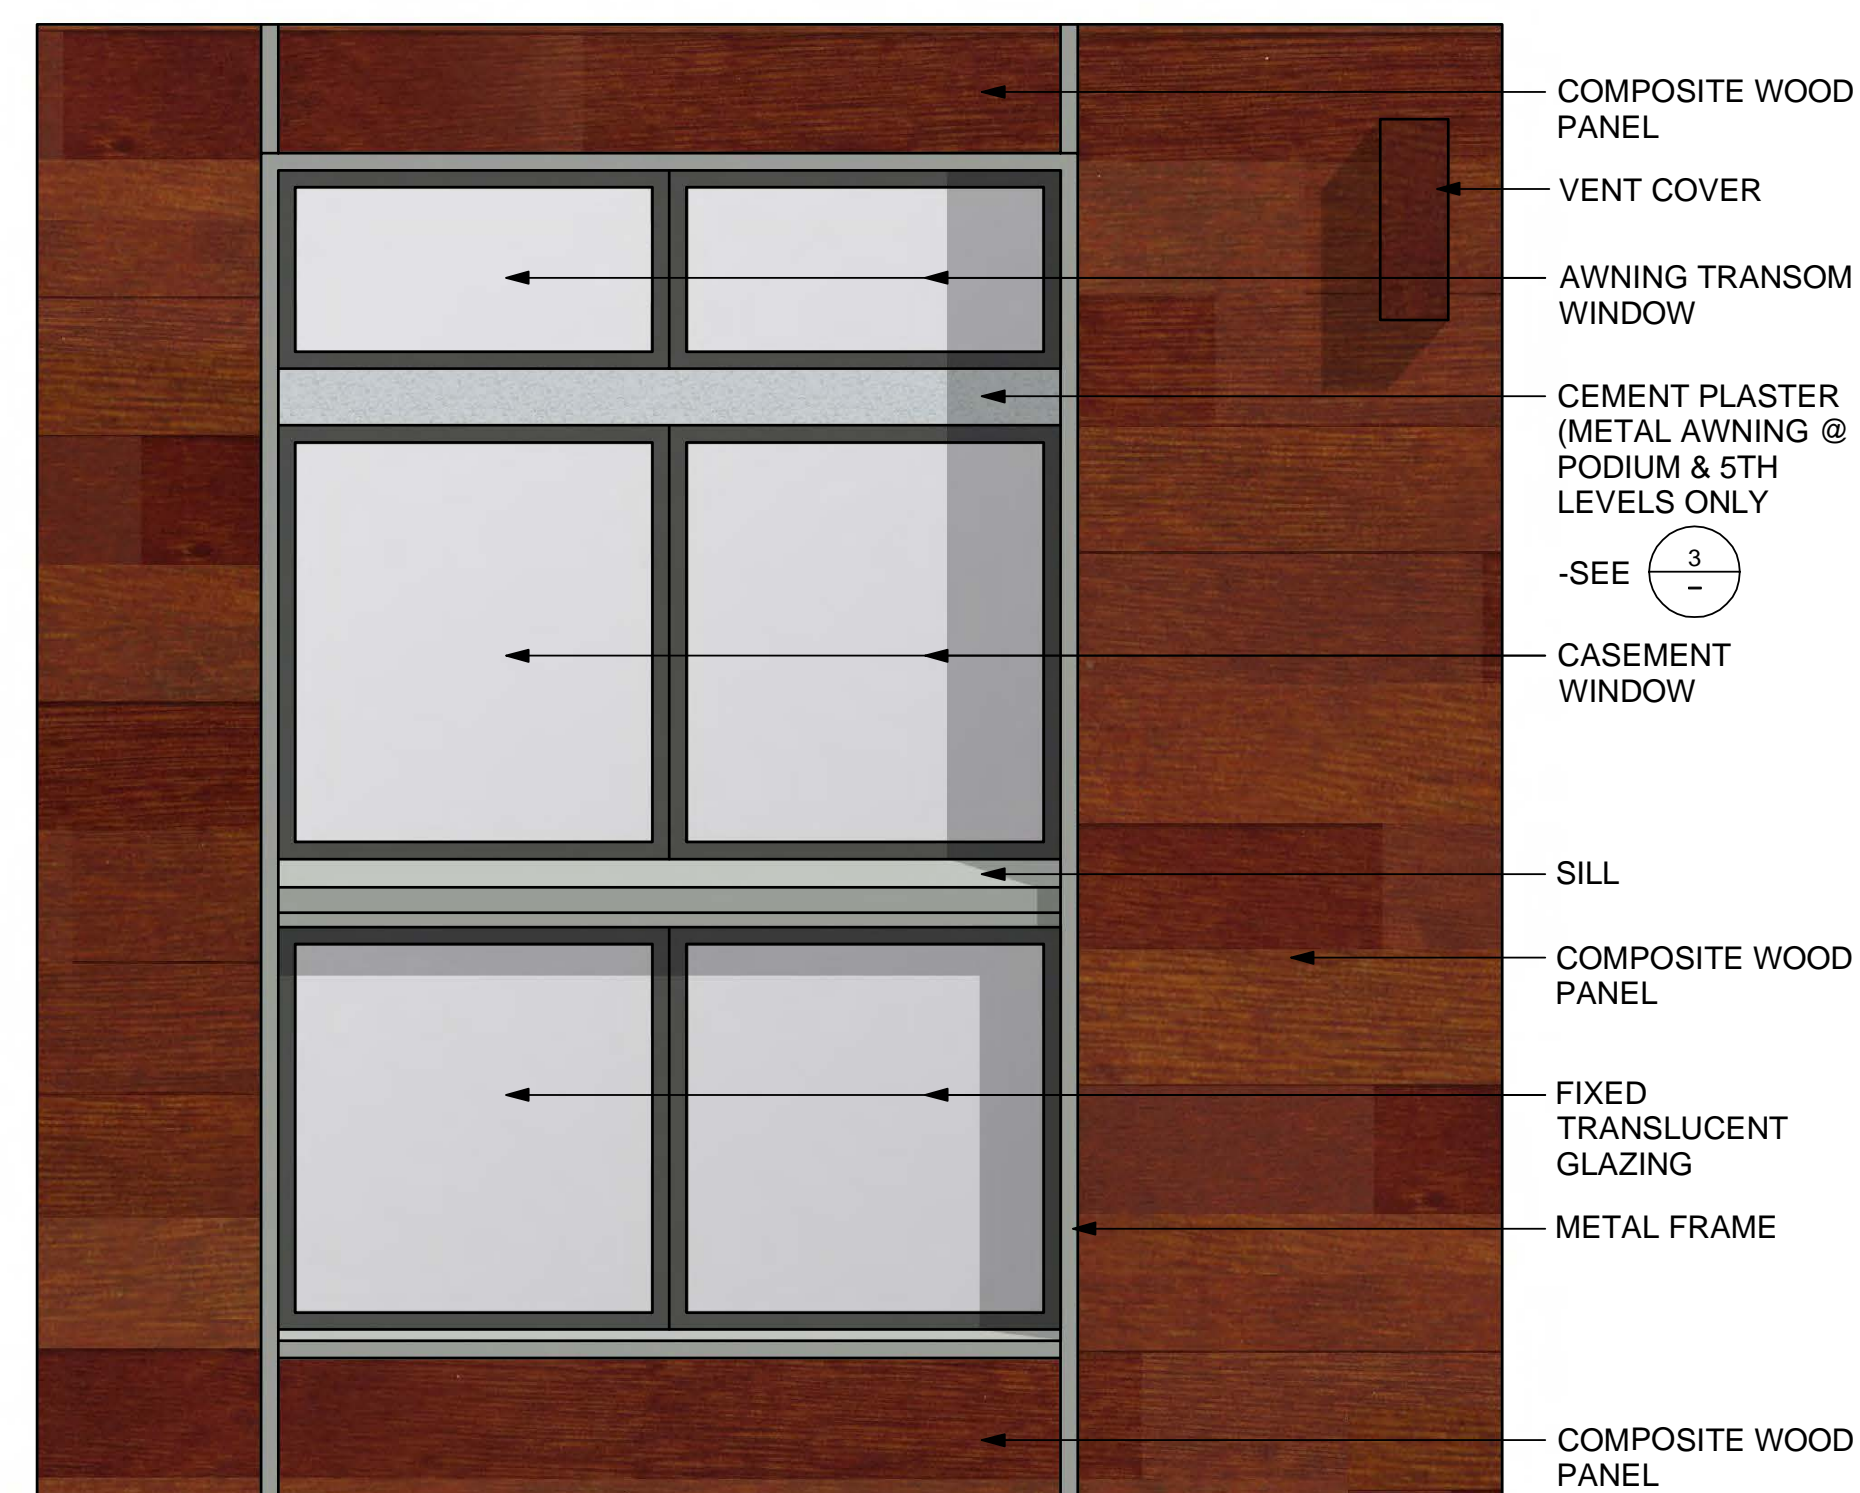 COMPOSITE WOOD
PANEL
VENT COVER
AWNING TRANSOM
WINDOW
CEMENT PLASTER
(METAL AWNING @
PODIUM & 5TH
LEVELS ONLY
-SEE 3
–
CASEMENT
WINDOW
SILL
COMPOSITE WOOD
PANEL
FIXED
TRANSLUCENT
GLAZING
METAL FRAME
COMPOSITE WOOD
PANEL